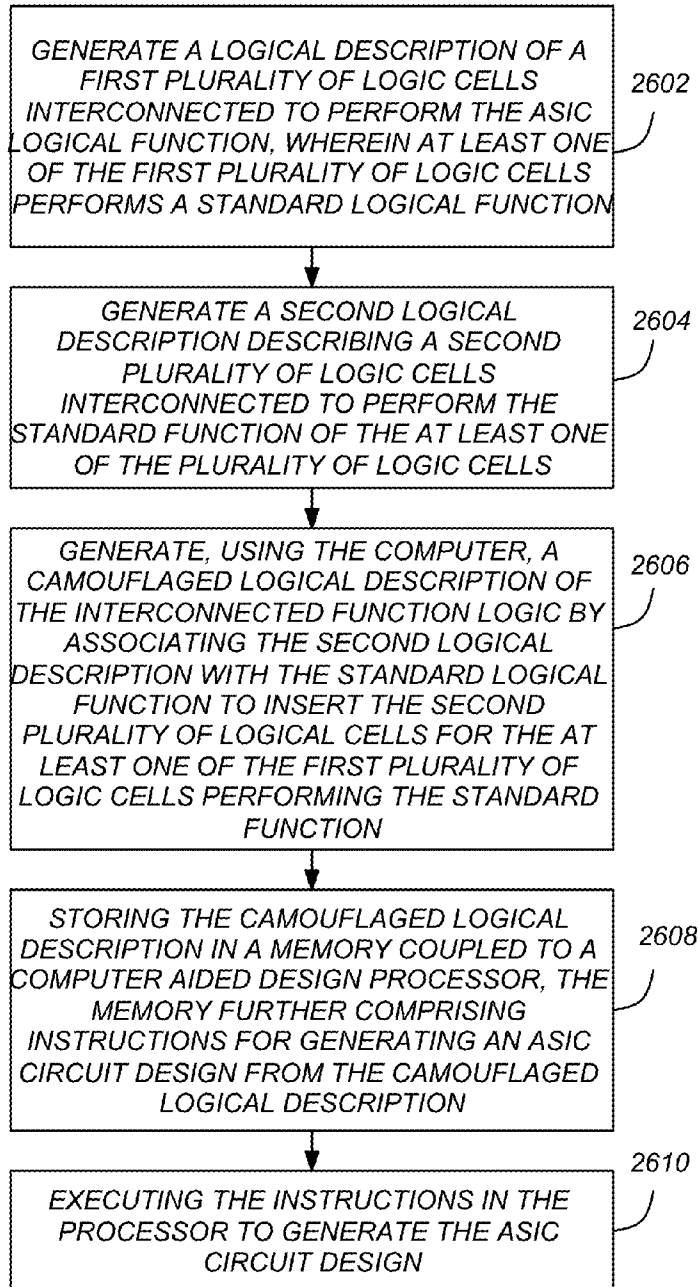 GENERATE A LOGICAL DESCRIPTION OF A
FIRST PLURALITY OF LOGIC CELLS
INTERCONNECTED TO PERFORM THE ASIC
LOGICAL FUNCTION, WHEREIN AT LEAST ONE
OF THE FIRST PLURALITY OF LOGIC CELLS
PERFORMS A STANDARD LOGICAL FUNCTION
2602
GENERATE A SECOND LOGICAL
DESCRIPTION DESCRIBING A SECOND
PLURALITY OF LOGIC CELLS
INTERCONNECTED TO PERFORM THE
STANDARD FUNCTION OF THE AT LEAST ONE
OF THE PLURALITY OF LOGIC CELLS
2604
GENERATE, USING THE COMPUTER, A
CAMOUFLAGED LOGICAL DESCRIPTION OF
THE INTERCONNECTED FUNCTION LOGIC BY
ASSOCIATING THE SECOND LOGICAL
DESCRIPTION WITH THE STANDARD LOGICAL
FUNCTION TO INSERT THE SECOND
PLURALITY OF LOGICAL CELLS FOR THE AT
LEAST ONE OF THE FIRST PLURALITY OF
LOGIC CELLS PERFORMING THE STANDARD
FUNCTION
2606
STORING THE CAMOUFLAGED LOGICAL
DESCRIPTION IN A MEMORY COUPLED TO A
COMPUTER AIDED DESIGN PROCESSOR, THE
MEMORY FURTHER COMPRISING
INSTRUCTIONS FOR GENERATING AN ASIC
CIRCUIT DESIGN FROM THE CAMOUFLAGED
LOGICAL DESCRIPTION
2608
EXECUTING THE INSTRUCTIONS IN THE
PROCESSOR TO GENERATE THE ASIC
CIRCUIT DESIGN
2610